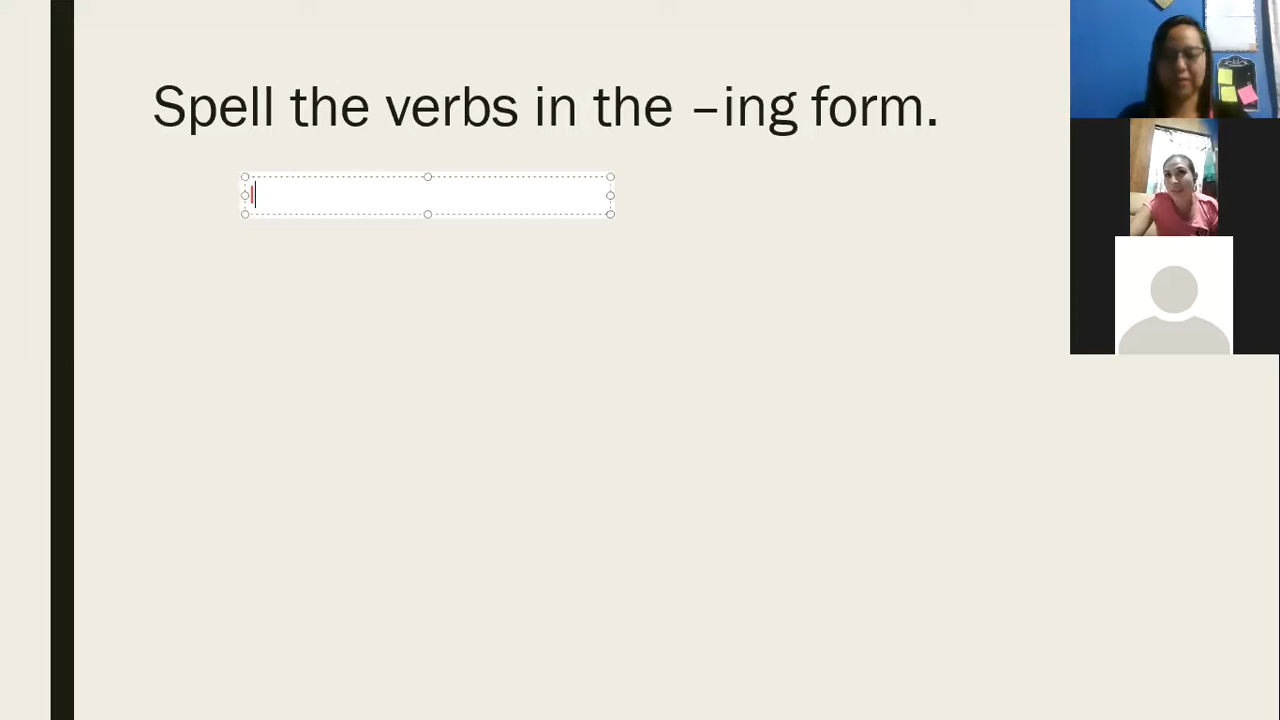 Spell the verbs in the –ing form.
l